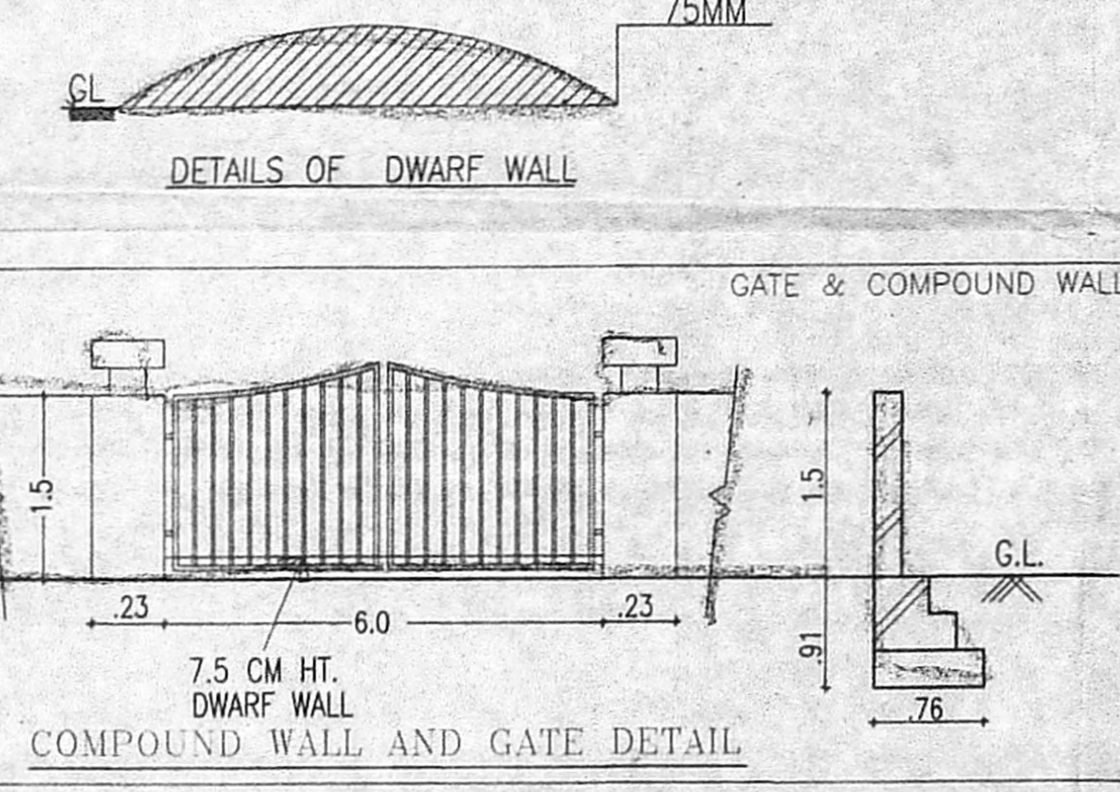 75MM
GL
DETAILS OF DWARF WALL
GATE & COMPOUND WALL
1.5
1.5
G.L.
.23
6.0
.23
.91
7.5 CM HT.
DWARF WALL
.76
COMPOUND WALL AND GATE DETAIL